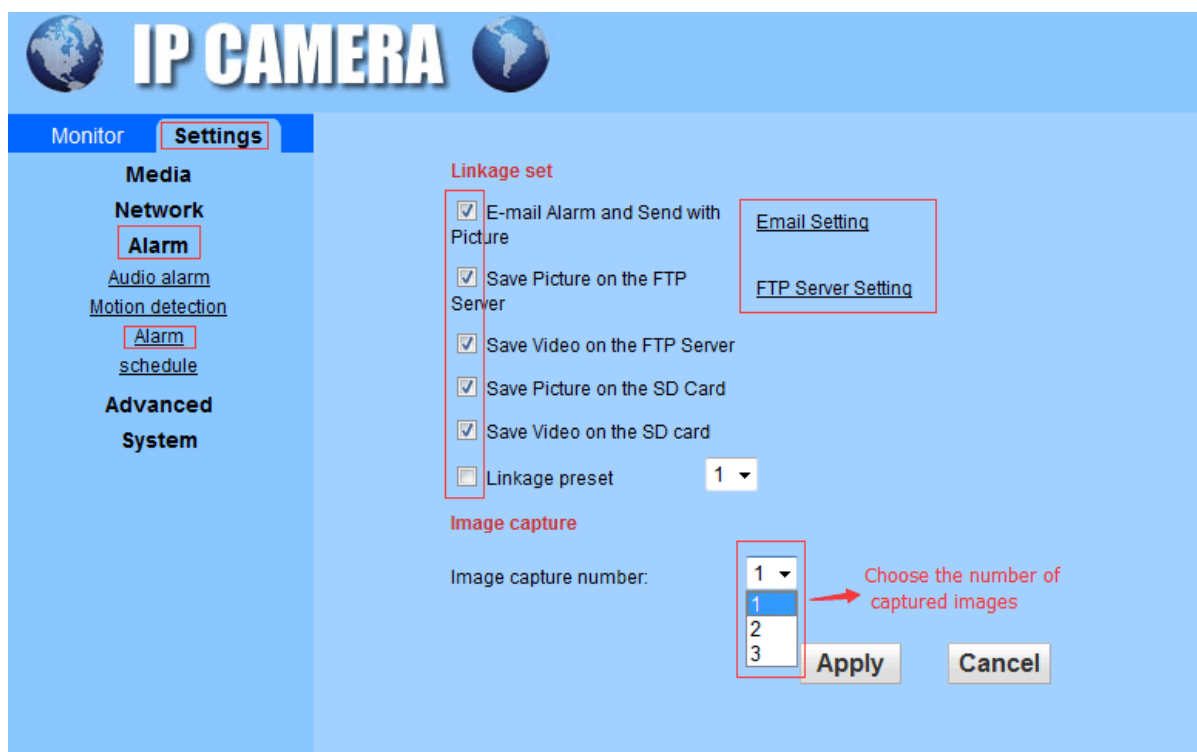 IP CAMERA
Monitor
Settings
Media
Network
Alarm
Audio alarm
Motion detection
Alarm
schedule
Advanced
System
Linkage set
E-mail Alarm and Send with
Picture
Email Setting
Save Picture on the FTP
Server
FTP Server Setting
Save Video on the FTP Server
Save Picture on the SD Card
Save Video on the SD card
Linkage preset
1
Image capture
Image capture number:
1
1
2
3
Choose the number of
captured images
Apply
Cancel